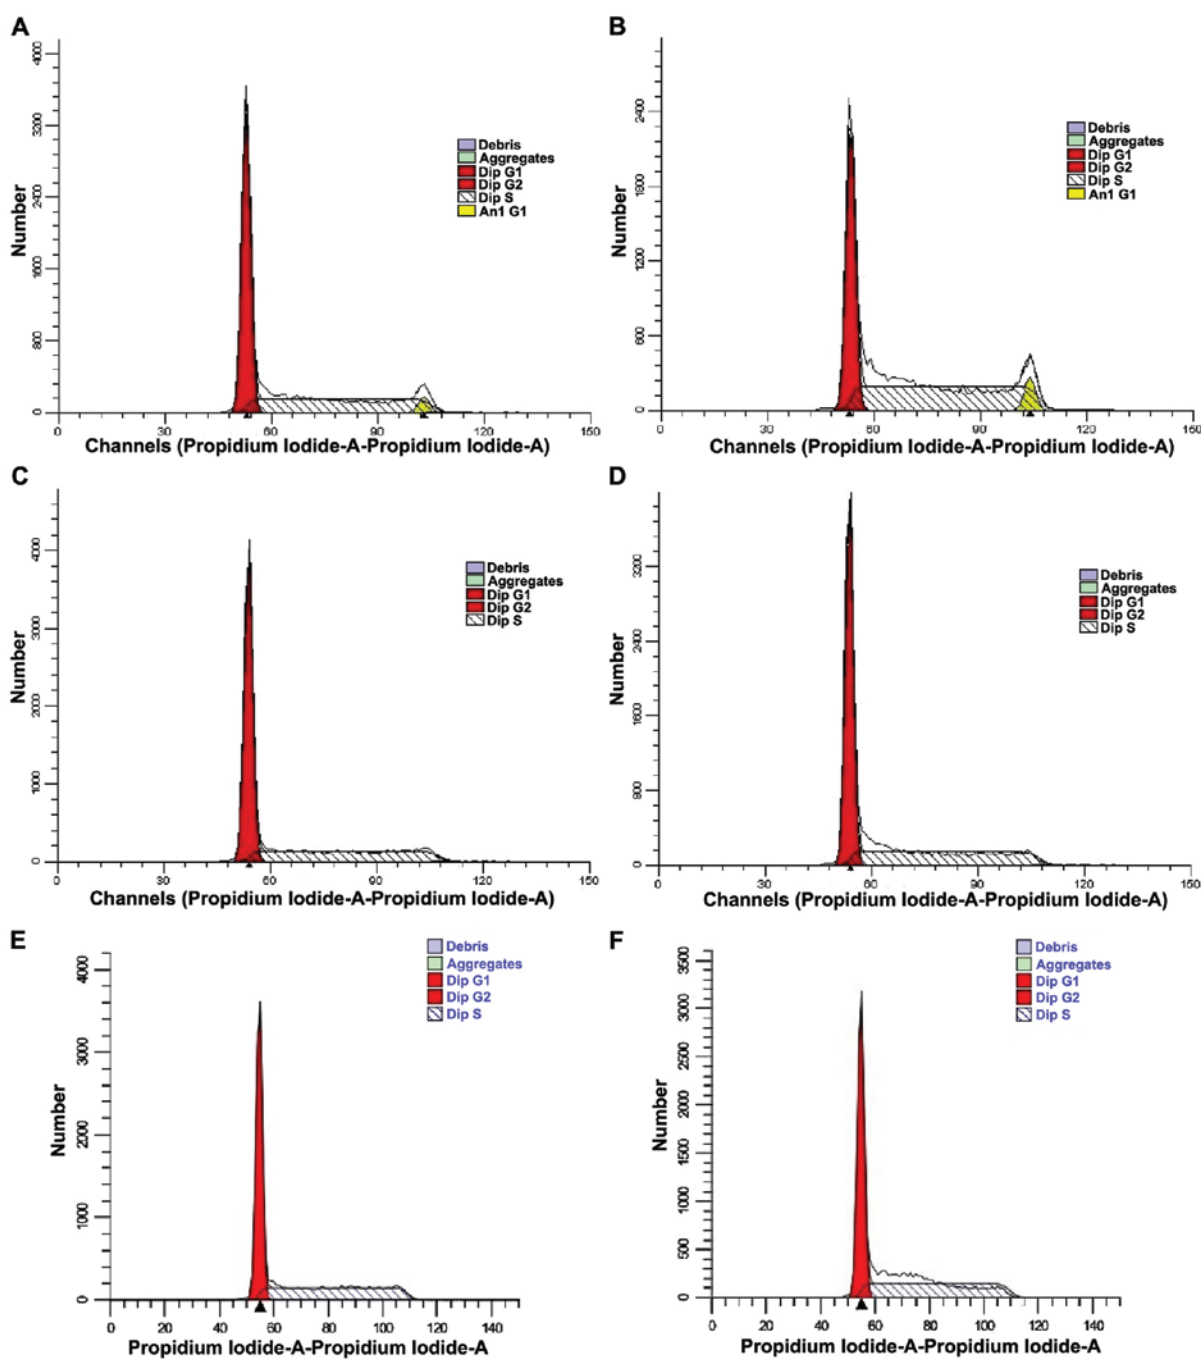 A
4000
3200
2400
1600
800
0
Number
Debris
Aggregates
Dip G1
Dip G2
Dip S
An1 G1
0 30 60 90 120 150
Channels (Propidium Iodide-A-Propidium Iodide-A)
B
2400
1800
1200
600
0
Number
Debris
Aggregates
Dip G1
Dip G2
Dip S
An1 G1
0 30 60 90 120 150
Channels (Propidium Iodide-A-Propidium Iodide-A)
C
4000
3000
2000
1000
0
Number
Debris
Aggregates
Dip G1
Dip G2
Dip S
0 30 60 90 120 150
Channels (Propidium Iodide-A-Propidium Iodide-A)
D
3200
2400
1600
800
0
Number
Debris
Aggregates
Dip G1
Dip G2
Dip S
0 30 60 90 120 150
Channels (Propidium Iodide-A-Propidium Iodide-A)
E
4000
3000
2000
1000
0
Number
Debris
Aggregates
Dip G1
Dip G2
Dip S
0 20 40 60 80 100 120 140
Propidium Iodide-A-Propidium Iodide-A
F
3500
3000
2500
2000
1500
1000
500
0
Number
Debris
Aggregates
Dip G1
Dip G2
Dip S
0 20 40 60 80 100 120 140
Propidium Iodide-A-Propidium Iodide-A